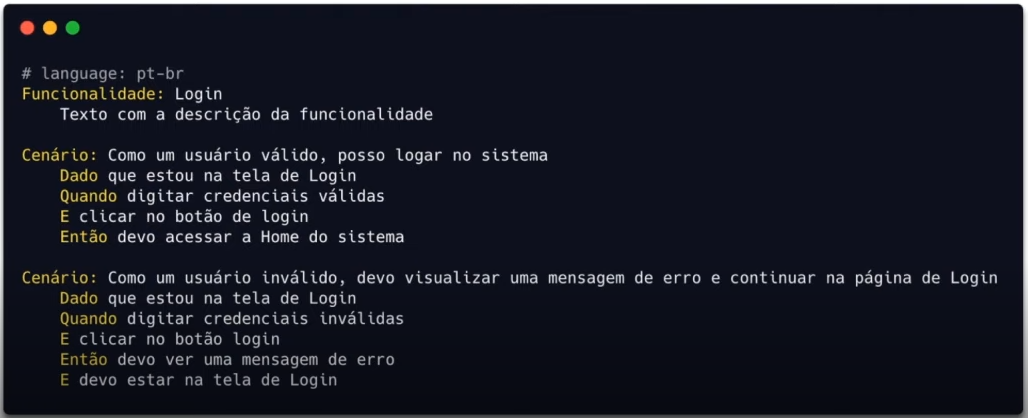 # language: pt-br
Funcionalidade: Login
Texto com a descrição da funcionalidade
Cenário: Como um usuário válido, posso logar no sistema
Dado que estou na tela de Login
Quando digitar credenciais válidas
E clicar no botão de login
Então devo acessar a Home do sistema
Cenário: Como um usuário inválido, devo visualizar uma mensagem de erro e continuar na página de Login
Dado que estou na tela de Login
Quando digitar credenciais inválidas
E clicar no botão login
Então devo ver uma mensagem de erro
E devo estar na tela de Login